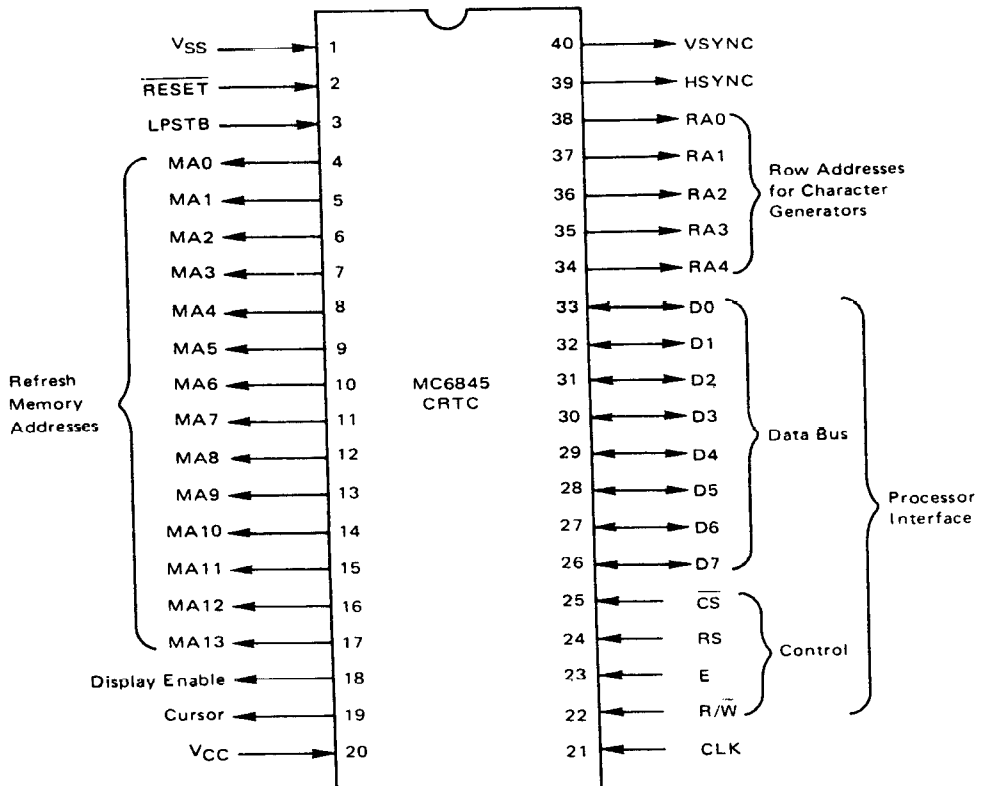 VSS 1
RESET 2
LPSTB 3
MA0 4
MA1 5
MA2 6
MA3 7
MA4 8
MA5 9
MA6 10
MA7 11
MA8 12
MA9 13
MA10 14
MA11 15
MA12 16
MA13 17
Display Enable 18
Cursor 19
VCC 20
Refresh
Memory
Addresses
MC6845
CRTC
40 VSYNC
39 HSYNC
38 RA0
37 RA1
36 RA2
35 RA3
34 RA4
Row Addresses
for Character
Generators
33 D0
32 D1
31 D2
30 D3
29 D4
28 D5
27 D6
26 D7
Data Bus
25 CS
24 RS
23 E
22 R/W
Control
Processor
Interface
21 CLK